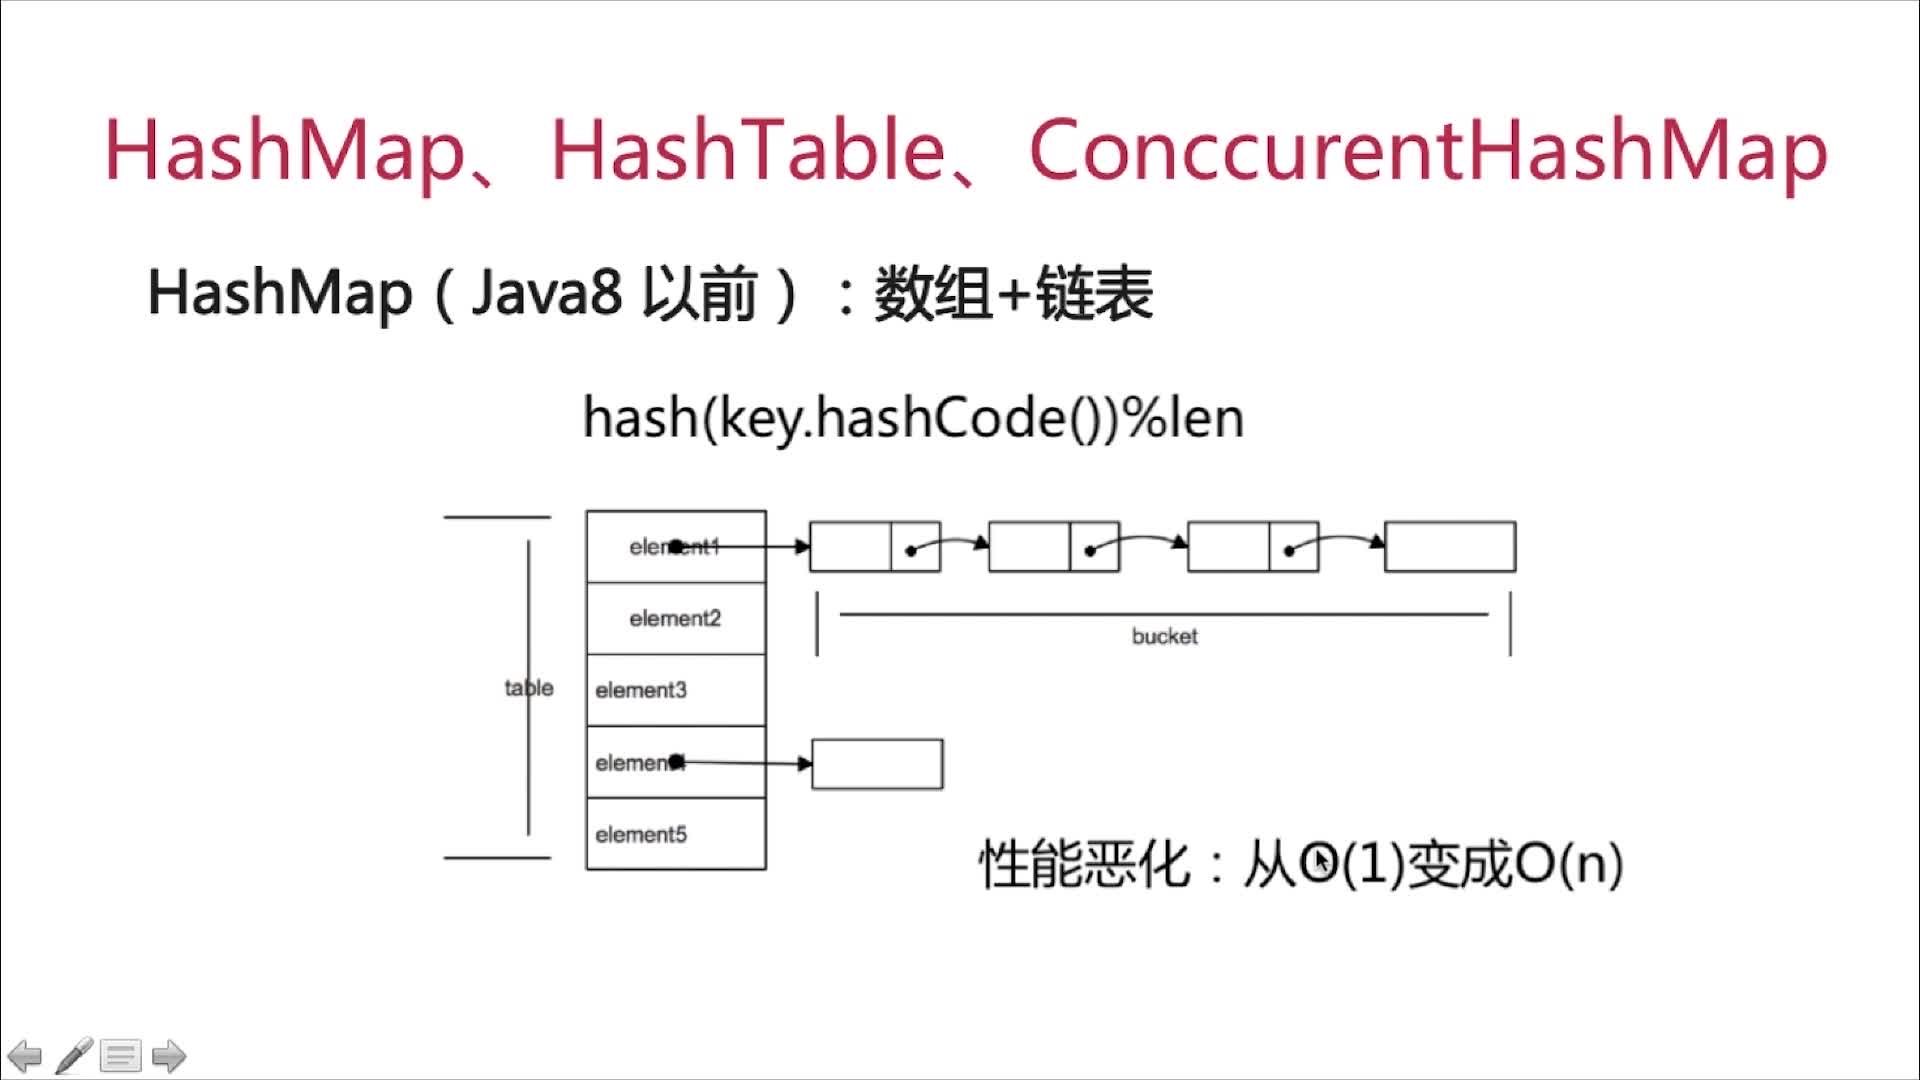 HashMap、HashTable、ConccurentHashMap
HashMap（Java8 以前）：数组+链表
hash(key.hashCode())%len
element1
element2
bucket
table
element3
element4
element5
性能恶化：从O(1)变成O(n)